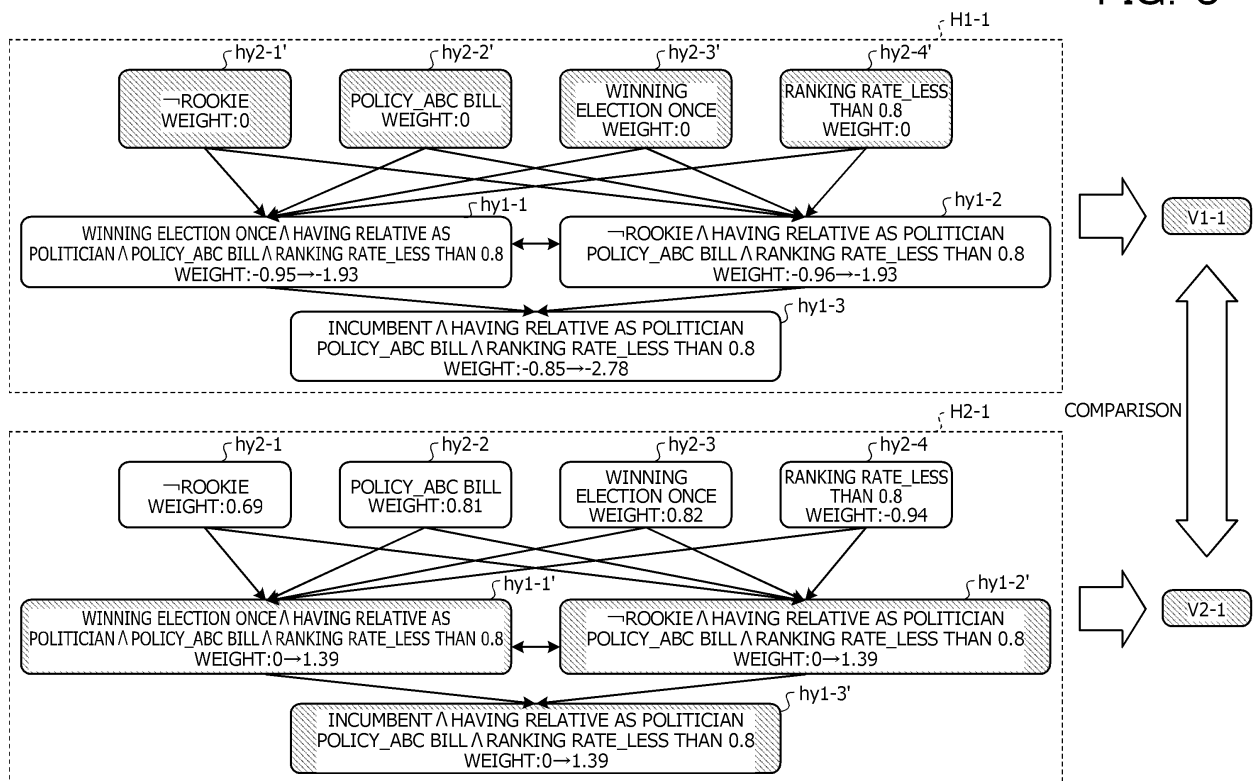 H1-1
hy2-1'
hy2-2'
hy2-3'
hy2-4'
¬ROOKIE
WEIGHT:0
POLICY_ABC BILL
WEIGHT:0
WINNING
ELECTION ONCE
WEIGHT:0
RANKING RATE_LESS
THAN 0.8
WEIGHT:0
hy1-1
hy1-2
WINNING ELECTION ONCE∧HAVING RELATIVE AS
POLITICIAN∧POLICY_ABC BILL∧RANKING RATE_LESS THAN 0.8
WEIGHT:-0.95→-1.93
¬ROOKIE∧HAVING RELATIVE AS POLITICIAN
POLICY_ABC BILL∧RANKING RATE_LESS THAN 0.8
WEIGHT:-0.96→-1.93
V1-1
hy1-3
INCUMBENT∧HAVING RELATIVE AS POLITICIAN
POLICY_ABC BILL∧RANKING RATE_LESS THAN 0.8
WEIGHT:-0.85→-2.78
COMPARISON
H2-1
hy2-1
hy2-2
hy2-3
hy2-4
¬ROOKIE
WEIGHT:0.69
POLICY_ABC BILL
WEIGHT:0.81
WINNING
ELECTION ONCE
WEIGHT:0.82
RANKING RATE_LESS
THAN 0.8
WEIGHT:-0.94
hy1-1'
hy1-2'
WINNING ELECTION ONCE∧HAVING RELATIVE AS
POLITICIAN∧POLICY_ABC BILL∧RANKING RATE_LESS THAN 0.8
WEIGHT:0→1.39
¬ROOKIE∧HAVING RELATIVE AS POLITICIAN
POLICY_ABC BILL∧RANKING RATE_LESS THAN 0.8
WEIGHT:0→1.39
V2-1
hy1-3'
INCUMBENT∧HAVING RELATIVE AS POLITICIAN
POLICY_ABC BILL∧RANKING RATE_LESS THAN 0.8
WEIGHT:0→1.39